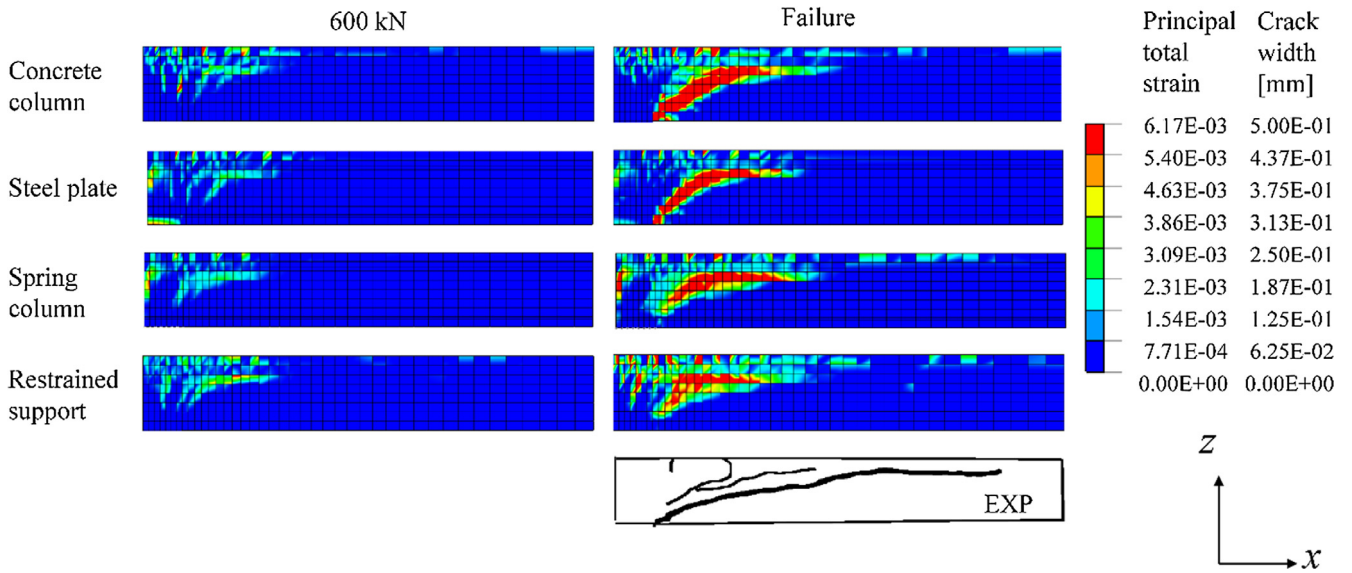 600 kN
Failure
Principal total strain
Crack width [mm]
Concrete column
Steel plate
Spring column
Restrained support
6.17E-03 5.00E-01
5.40E-03 4.37E-01
4.63E-03 3.75E-01
3.86E-03 3.13E-01
3.09E-03 2.50E-01
2.31E-03 1.87E-01
1.54E-03 1.25E-01
7.71E-04 6.25E-02
0.00E+00 0.00E+00
EXP
z
x